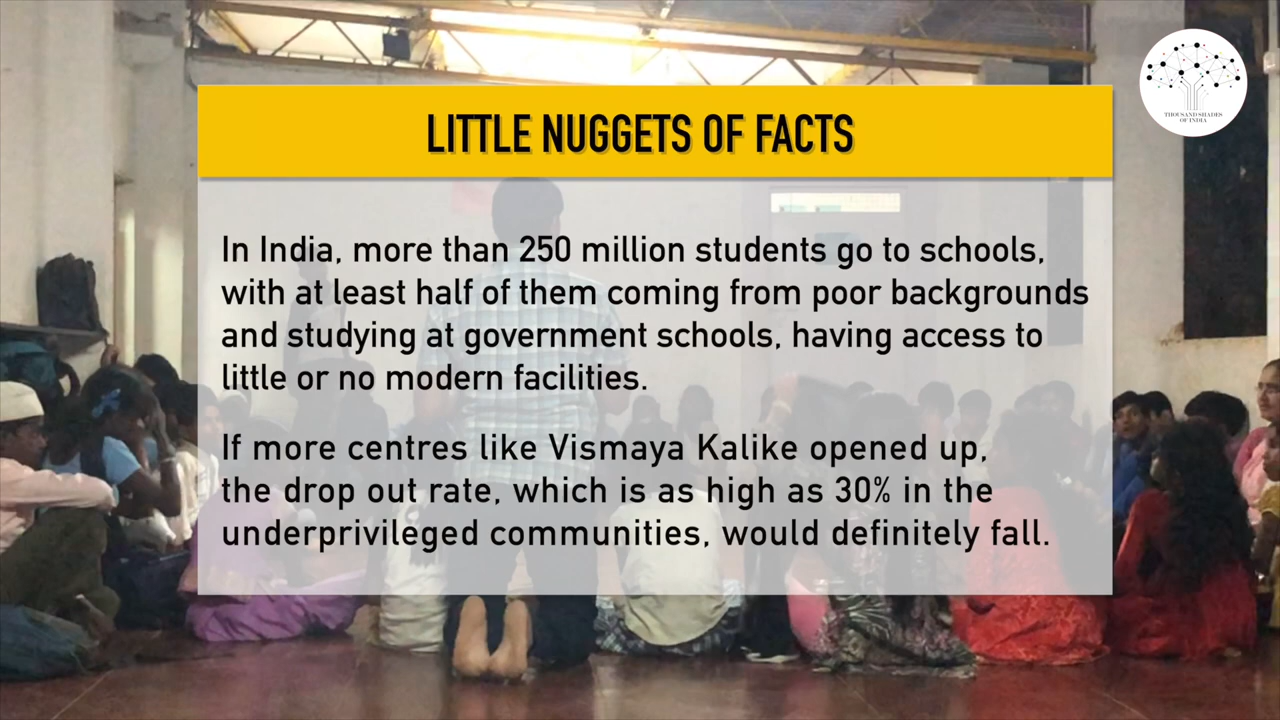 THOUSAND SHADES
OF INDIA
LITTLE NUGGETS OF FACTS
In India, more than 250 million students go to schools,
with at least half of them coming from poor backgrounds
and studying at government schools, having access to
little or no modern facilities.
If more centres like Vismaya Kalike opened up,
the drop out rate, which is as high as 30% in the
underprivileged communities, would definitely fall.